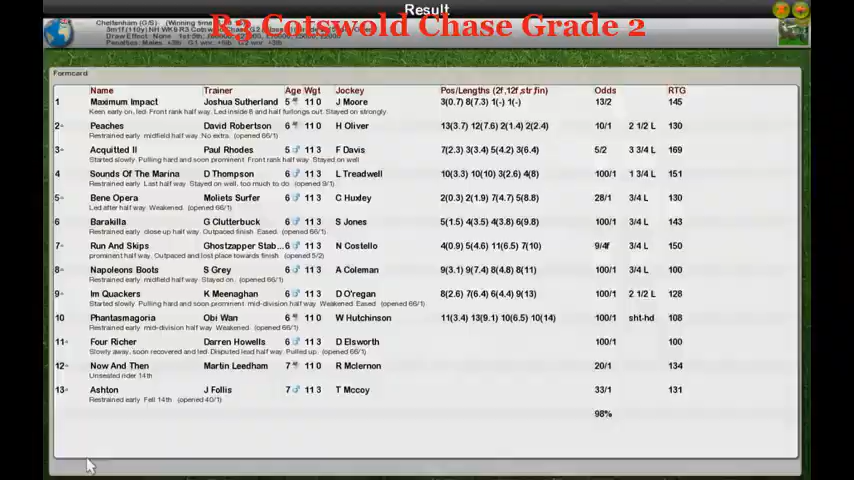 Result
R3 Cotswold Chase Grade 2
Cheltenham (G/S)
Formcard
Name Trainer Age Wgt Jockey Pos/Lengths (2f,12f,str,fin) Odds RTG
1 Maximum Impact Joshua Sutherland 5 11 0 J Moore 3(0.7) 8(7.3) 1(-) 1(-) 13/2 145
Keen early on, led. Front rank half way. Led inside 8 and half furlongs out. Stayed on strongly
2 Peaches David Robertson 6 11 0 H Oliver 13(3.7) 12(7.6) 2(1.4) 2(2.4) 10/1 2 1/2 L 130
Restrained early. midfield half way. No extra. (opened 66/1)
3 Acquitted II Paul Rhodes 5 11 3 F Davis 7(2.3) 3(3.4) 5(4.2) 3(6.4) 5/2 3 3/4 L 169
Started slowly. Pulling hard and soon prominent. Front rank half way. Stayed on well
4 Sounds Of The Marina D Thompson 6 11 3 L Treadwell 10(3.3) 10(10) 3(2.6) 4(8) 100/1 1 3/4 L 151
Restrained early. Last half way. Stayed on well, too much to do. (opened 9/1)
5 Bene Opera Moliets Surfer 6 11 3 C Huxley 2(0.3) 2(1.9) 7(4.7) 5(8.8) 28/1 3/4 L 130
Led after half way. Weakened. (opened 66/1)
6 Barakilla G Clutterbuck 6 11 3 S Jones 5(1.5) 4(3.5) 4(3.8) 6(9.8) 100/1 3/4 L 143
Restrained early. close up half way. Outpaced finish. Eased. (opened 66/1)
7 Run And Skips Ghostzapper Stab... 6 11 3 N Costello 4(0.9) 5(4.6) 11(6.5) 7(10) 9/4f 3/4 L 150
prominent half way. Outpaced and lost place towards finish (opened 5/2)
8 Napoleons Boots S Grey 6 11 3 A Coleman 9(3.1) 9(7.4) 8(4.8) 8(11) 100/1 3/4 L 100
Restrained early. midfield half way. Stayed on. (opened 66/1)
9 Im Quackers K Meenaghan 6 11 3 D O'regan 8(2.6) 7(6.4) 6(4.4) 9(13) 100/1 2 1/2 L 128
Started slowly. Pulling hard and soon prominent. mid-division half way. Weakened. Eased. (opened 66/1)
10 Phantasmagoria Obi Wan 6 11 0 W Hutchinson 11(3.4) 13(9.1) 10(6.5) 10(14) 100/1 sht-hd 108
Restrained early. mid-division half way. Weakened. (opened 66/1)
11 Four Richer Darren Howells 6 11 3 D Elsworth 100/1 100
Slowly away, soon recovered and led. Disputed lead half way. Pulled up. (opened 66/1)
12 Now And Then Martin Leedham 7 11 0 R Mclernon 20/1 134
Unseated rider 14th
13 Ashton J Follis 7 11 3 T Mccoy 33/1 131
Restrained early. Fell 14th. (opened 40/1)
98%